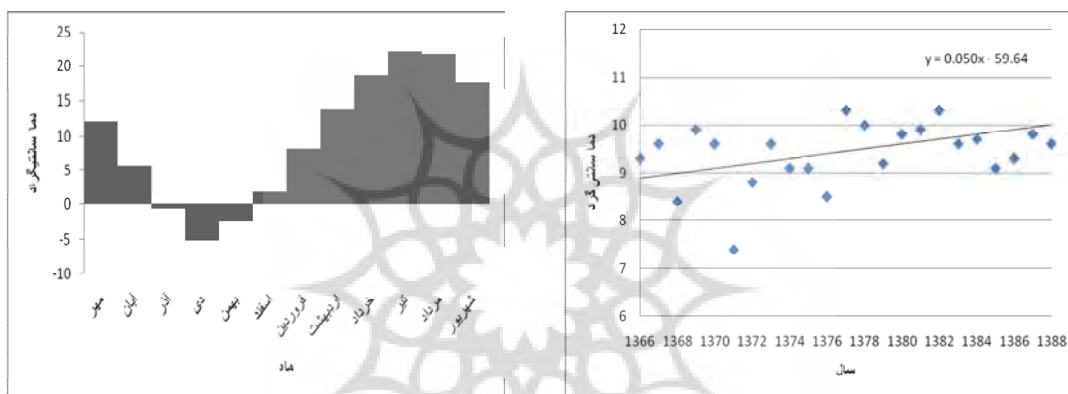 25
20
15
10
5
0
-5
-10
دما سانتیگراد
مهر
آبان
آذر
دی
بهمن
اسفند
فروردین
اردیبهشت
خرداد
تیر
مرداد
شهریور
ماه
12
11
10
9
8
7
6
دما سانتی گرد
y = 0.050x - 59.64
1366 1368 1370 1372 1374 1376 1378 1380 1382 1384 1386 1388
سال